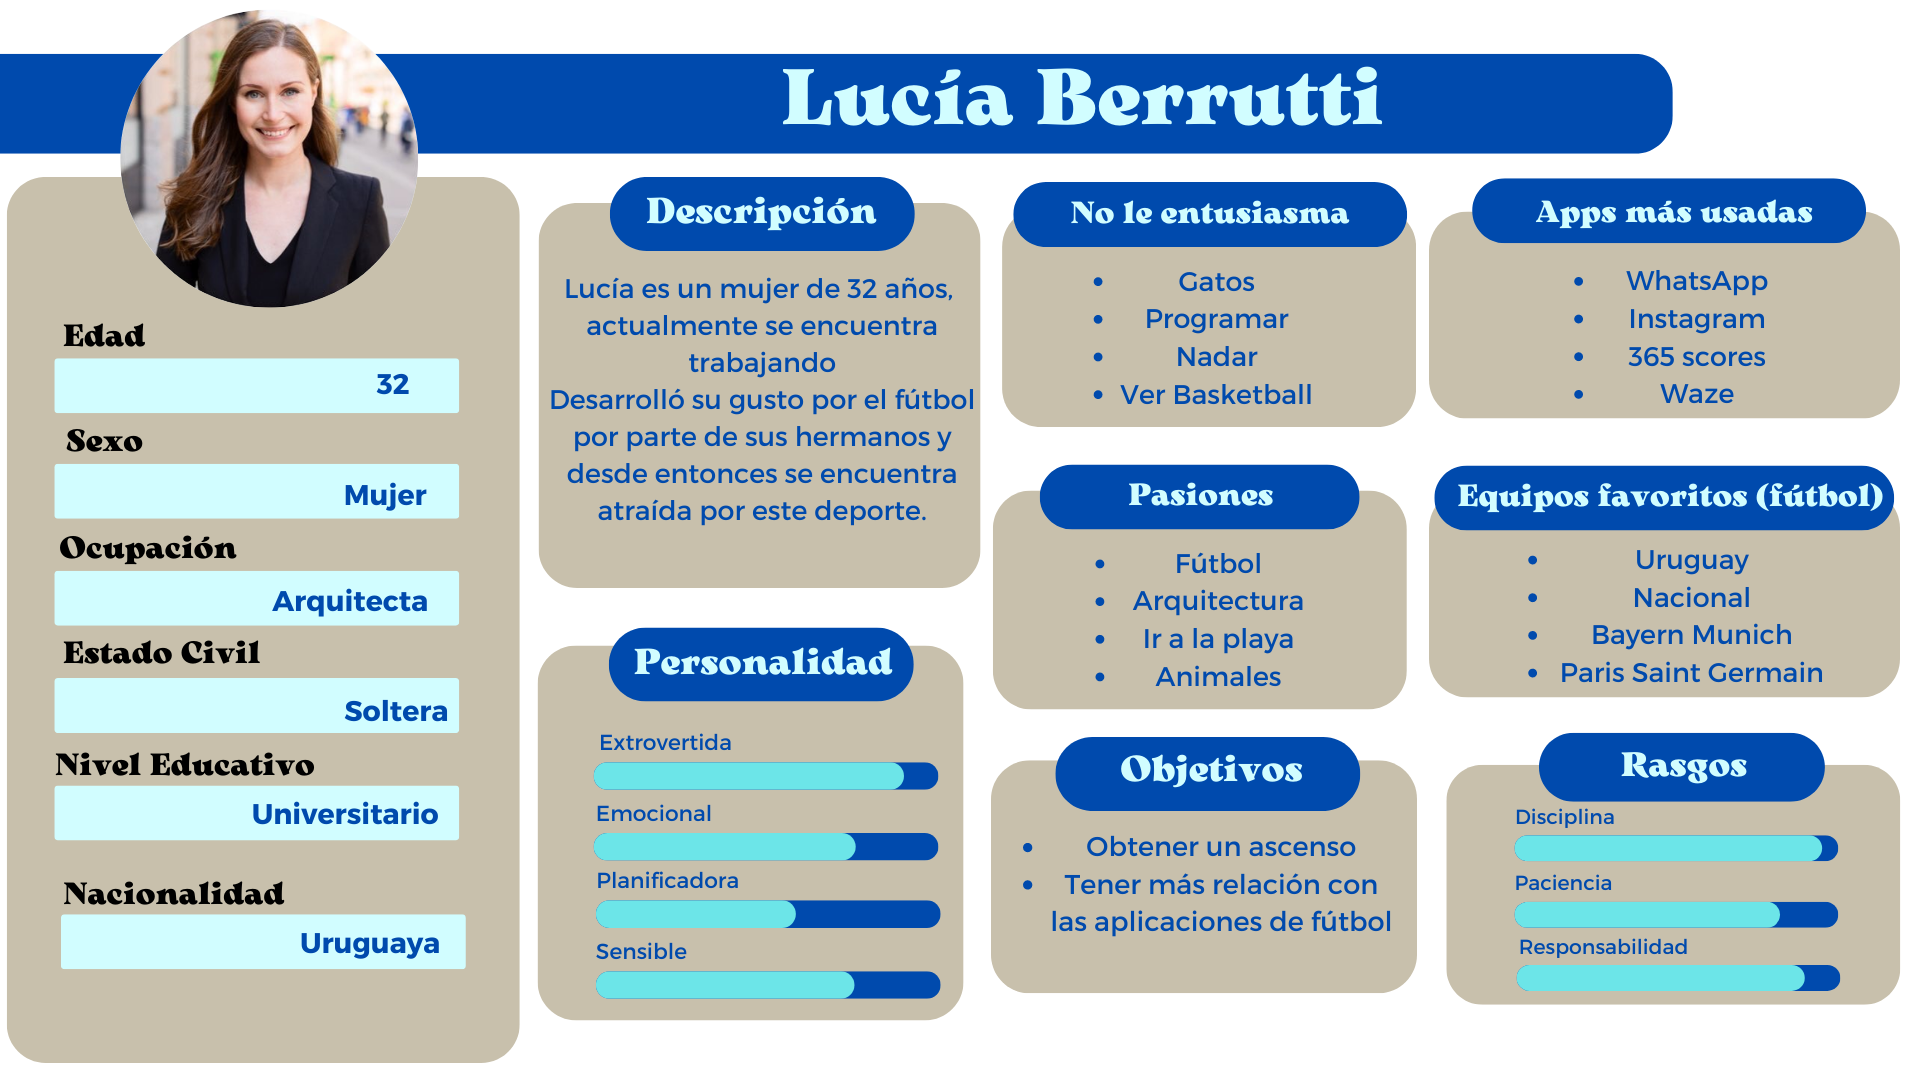 Lucía Berrutti
Edad
32
Sexo
Mujer
Ocupación
Arquitecta
Estado Civil
Soltera
Nivel Educativo
Universitario
Nacionalidad
Uruguaya
Descripción
Lucía es un mujer de 32 años,
actualmente se encuentra
trabajando
Desarrolló su gusto por el fútbol
por parte de sus hermanos y
desde entonces se encuentra
atraída por este deporte.
Personalidad
Extrovertida
Emocional
Planificadora
Sensible
No le entusiasma
• Gatos
• Programar
• Nadar
• Ver Basketball
Pasiones
• Fútbol
• Arquitectura
• Ir a la playa
• Animales
Objetivos
• Obtener un ascenso
• Tener más relación con
las aplicaciones de fútbol
Apps más usadas
• WhatsApp
• Instagram
• 365 scores
• Waze
Equipos favoritos (fútbol)
• Uruguay
• Nacional
• Bayern Munich
• Paris Saint Germain
Rasgos
Disciplina
Paciencia
Responsabilidad